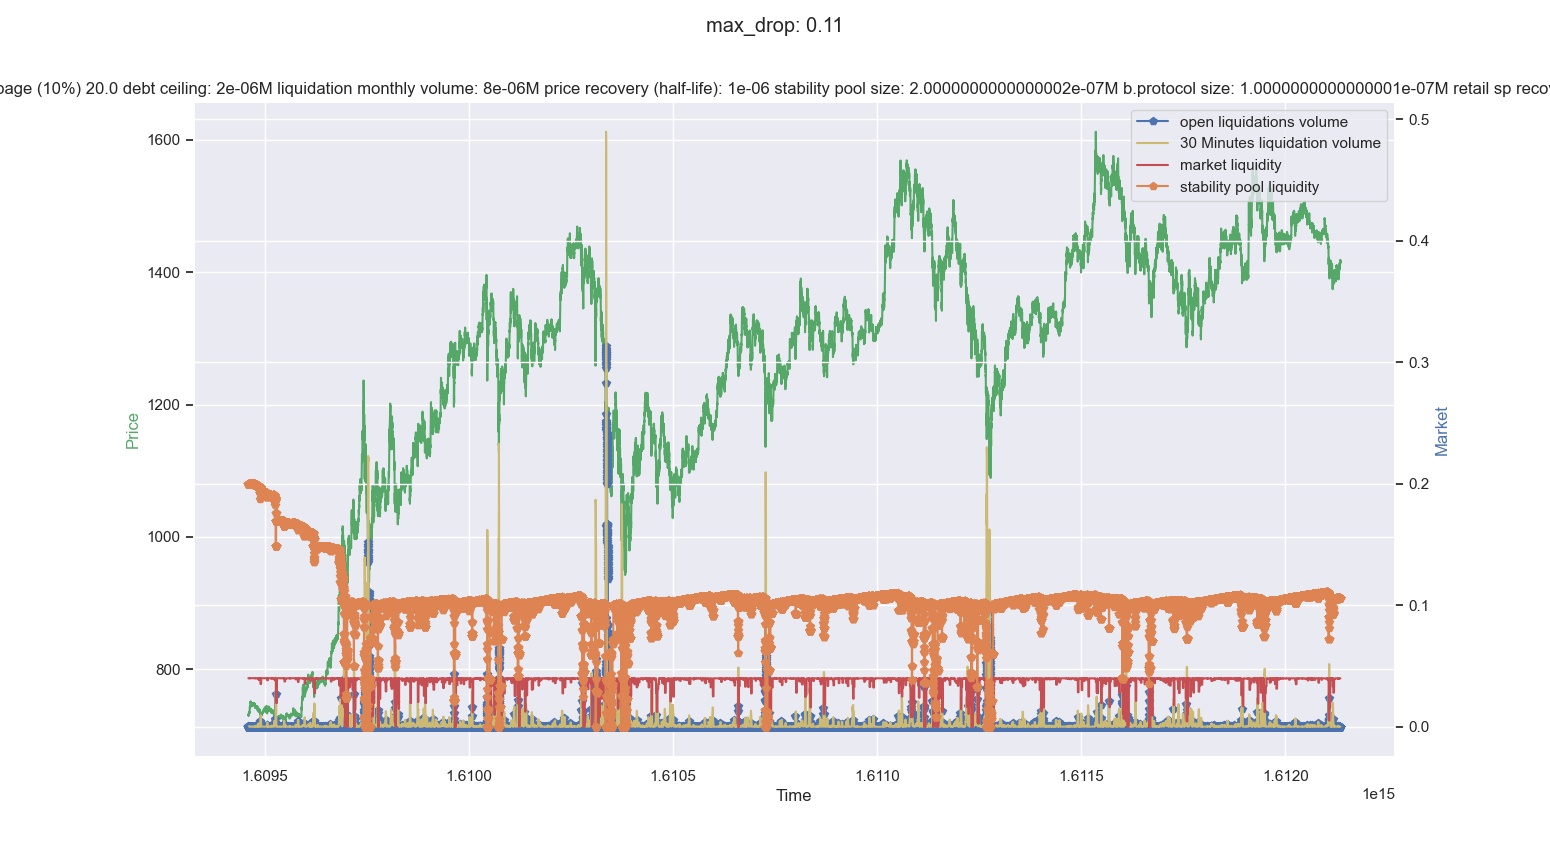 max_drop: 0.11
(10%) 20.0 debt ceiling: 2e-06M liquidation monthly volume: 8e-06M price recovery (half-life): 1e-06 stability pool size: 2.0000000000000002e-07M b.protocol size: 1.0000000000000001e-07M retail sp
open liquidations volume
30 Minutes liquidation volume
market liquidity
stability pool liquidity
1600
1400
1200
1000
800
Price
0.5
0.4
0.3
0.2
0.1
0.0
Market
1.6095 1.6100 1.6105 1.6110 1.6115 1.6120
Time
1e15